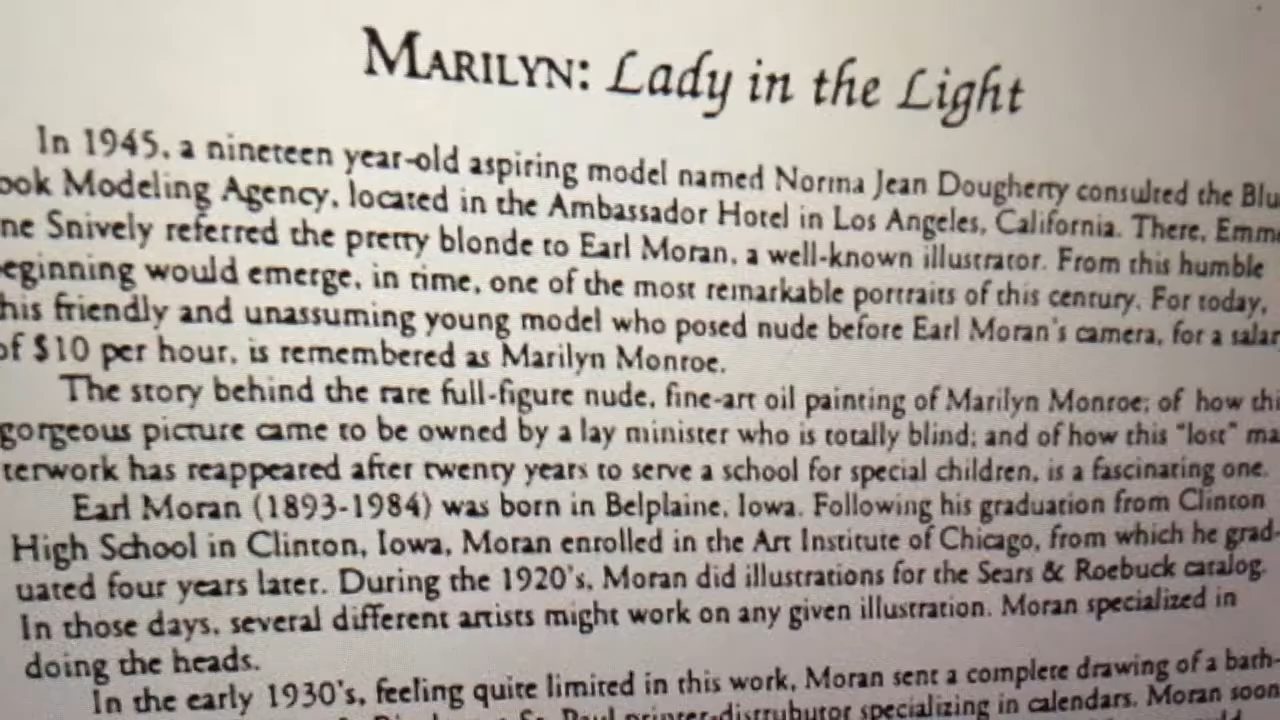 MARILYN: Lady in the Light
In 1945, a nineteen year-old aspiring model named Norma Jean Dougherty consulted the Blu
ook Modeling Agency, located in the Ambassador Hotel in Los Angeles, California. There, Emme
ne Snively referred the pretty blonde to Earl Moran, a well-known illustrator. From this humble
eginning would emerge, in time, one of the most remarkable portraits of this century. For today,
his friendly and unassuming young model who posed nude before Earl Moran's camera, for a salar
of $10 per hour, is remembered as Marilyn Monroe.
The story behind the rare full-figure nude, fine-art oil painting of Marilyn Monroe; of how thi
gorgeous picture came to be owned by a lay minister who is totally blind; and of how this "lost" ma
terwork has reappeared after twenty years to serve a school for special children, is a fascinating one.
Earl Moran (1893-1984) was born in Belplaine, Iowa. Following his graduation from Clinton
High School in Clinton, Iowa, Moran enrolled in the Art Institute of Chicago, from which he grad-
uated four years later. During the 1920's, Moran did illustrations for the Sears & Roebuck catalog.
In those days, several different artists might work on any given illustration. Moran specialized in
doing the heads.
In the early 1930's, feeling quite limited in this work, Moran sent a complete drawing of a bath-
St. Paul printer-distrubutor specializing in calendars. Moran soon